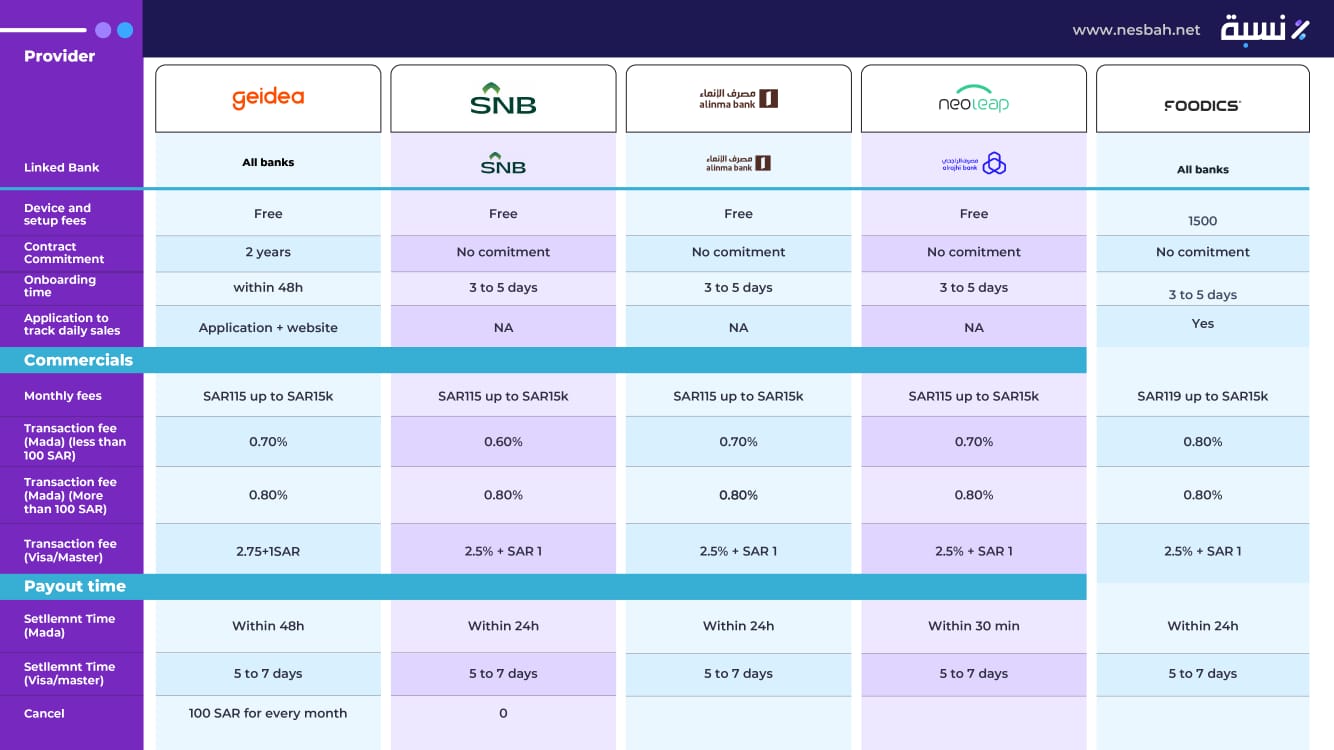 www.nesbah.net
نسبة
Provider
geidea
SNB
مصرف الإنماء
alinma bank
neoleap
FOODICS
Linked Bank
All banks
SNB
مصرف الإنماء
alinma bank
مصرف الراجحي
alrajhi bank
All banks
Device and
setup fees
Free
Free
Free
Free
1500
Contract
Commitment
2 years
No comitment
No comitment
No comitment
No comitment
Onboarding
time
within 48h
3 to 5 days
3 to 5 days
3 to 5 days
3 to 5 days
Application to
track daily sales
Application + website
NA
NA
NA
Yes
Commercials
Monthly fees
SAR115 up to SAR15k
SAR115 up to SAR15k
SAR115 up to SAR15k
SAR115 up to SAR15k
SAR119 up to SAR15k
Transaction fee
(Mada) (less than
100 SAR)
0.70%
0.60%
0.70%
0.70%
0.80%
Transaction fee
(Mada) (More
than 100 SAR)
0.80%
0.80%
0.80%
0.80%
0.80%
Transaction fee
(Visa/Master)
2.75+1SAR
2.5% + SAR 1
2.5% + SAR 1
2.5% + SAR 1
2.5% + SAR 1
Payout time
Setllemnt Time
(Mada)
Within 48h
Within 24h
Within 24h
Within 30 min
Within 24h
Setllemnt Time
(Visa/master)
5 to 7 days
5 to 7 days
5 to 7 days
5 to 7 days
5 to 7 days
Cancel
100 SAR for every month
0